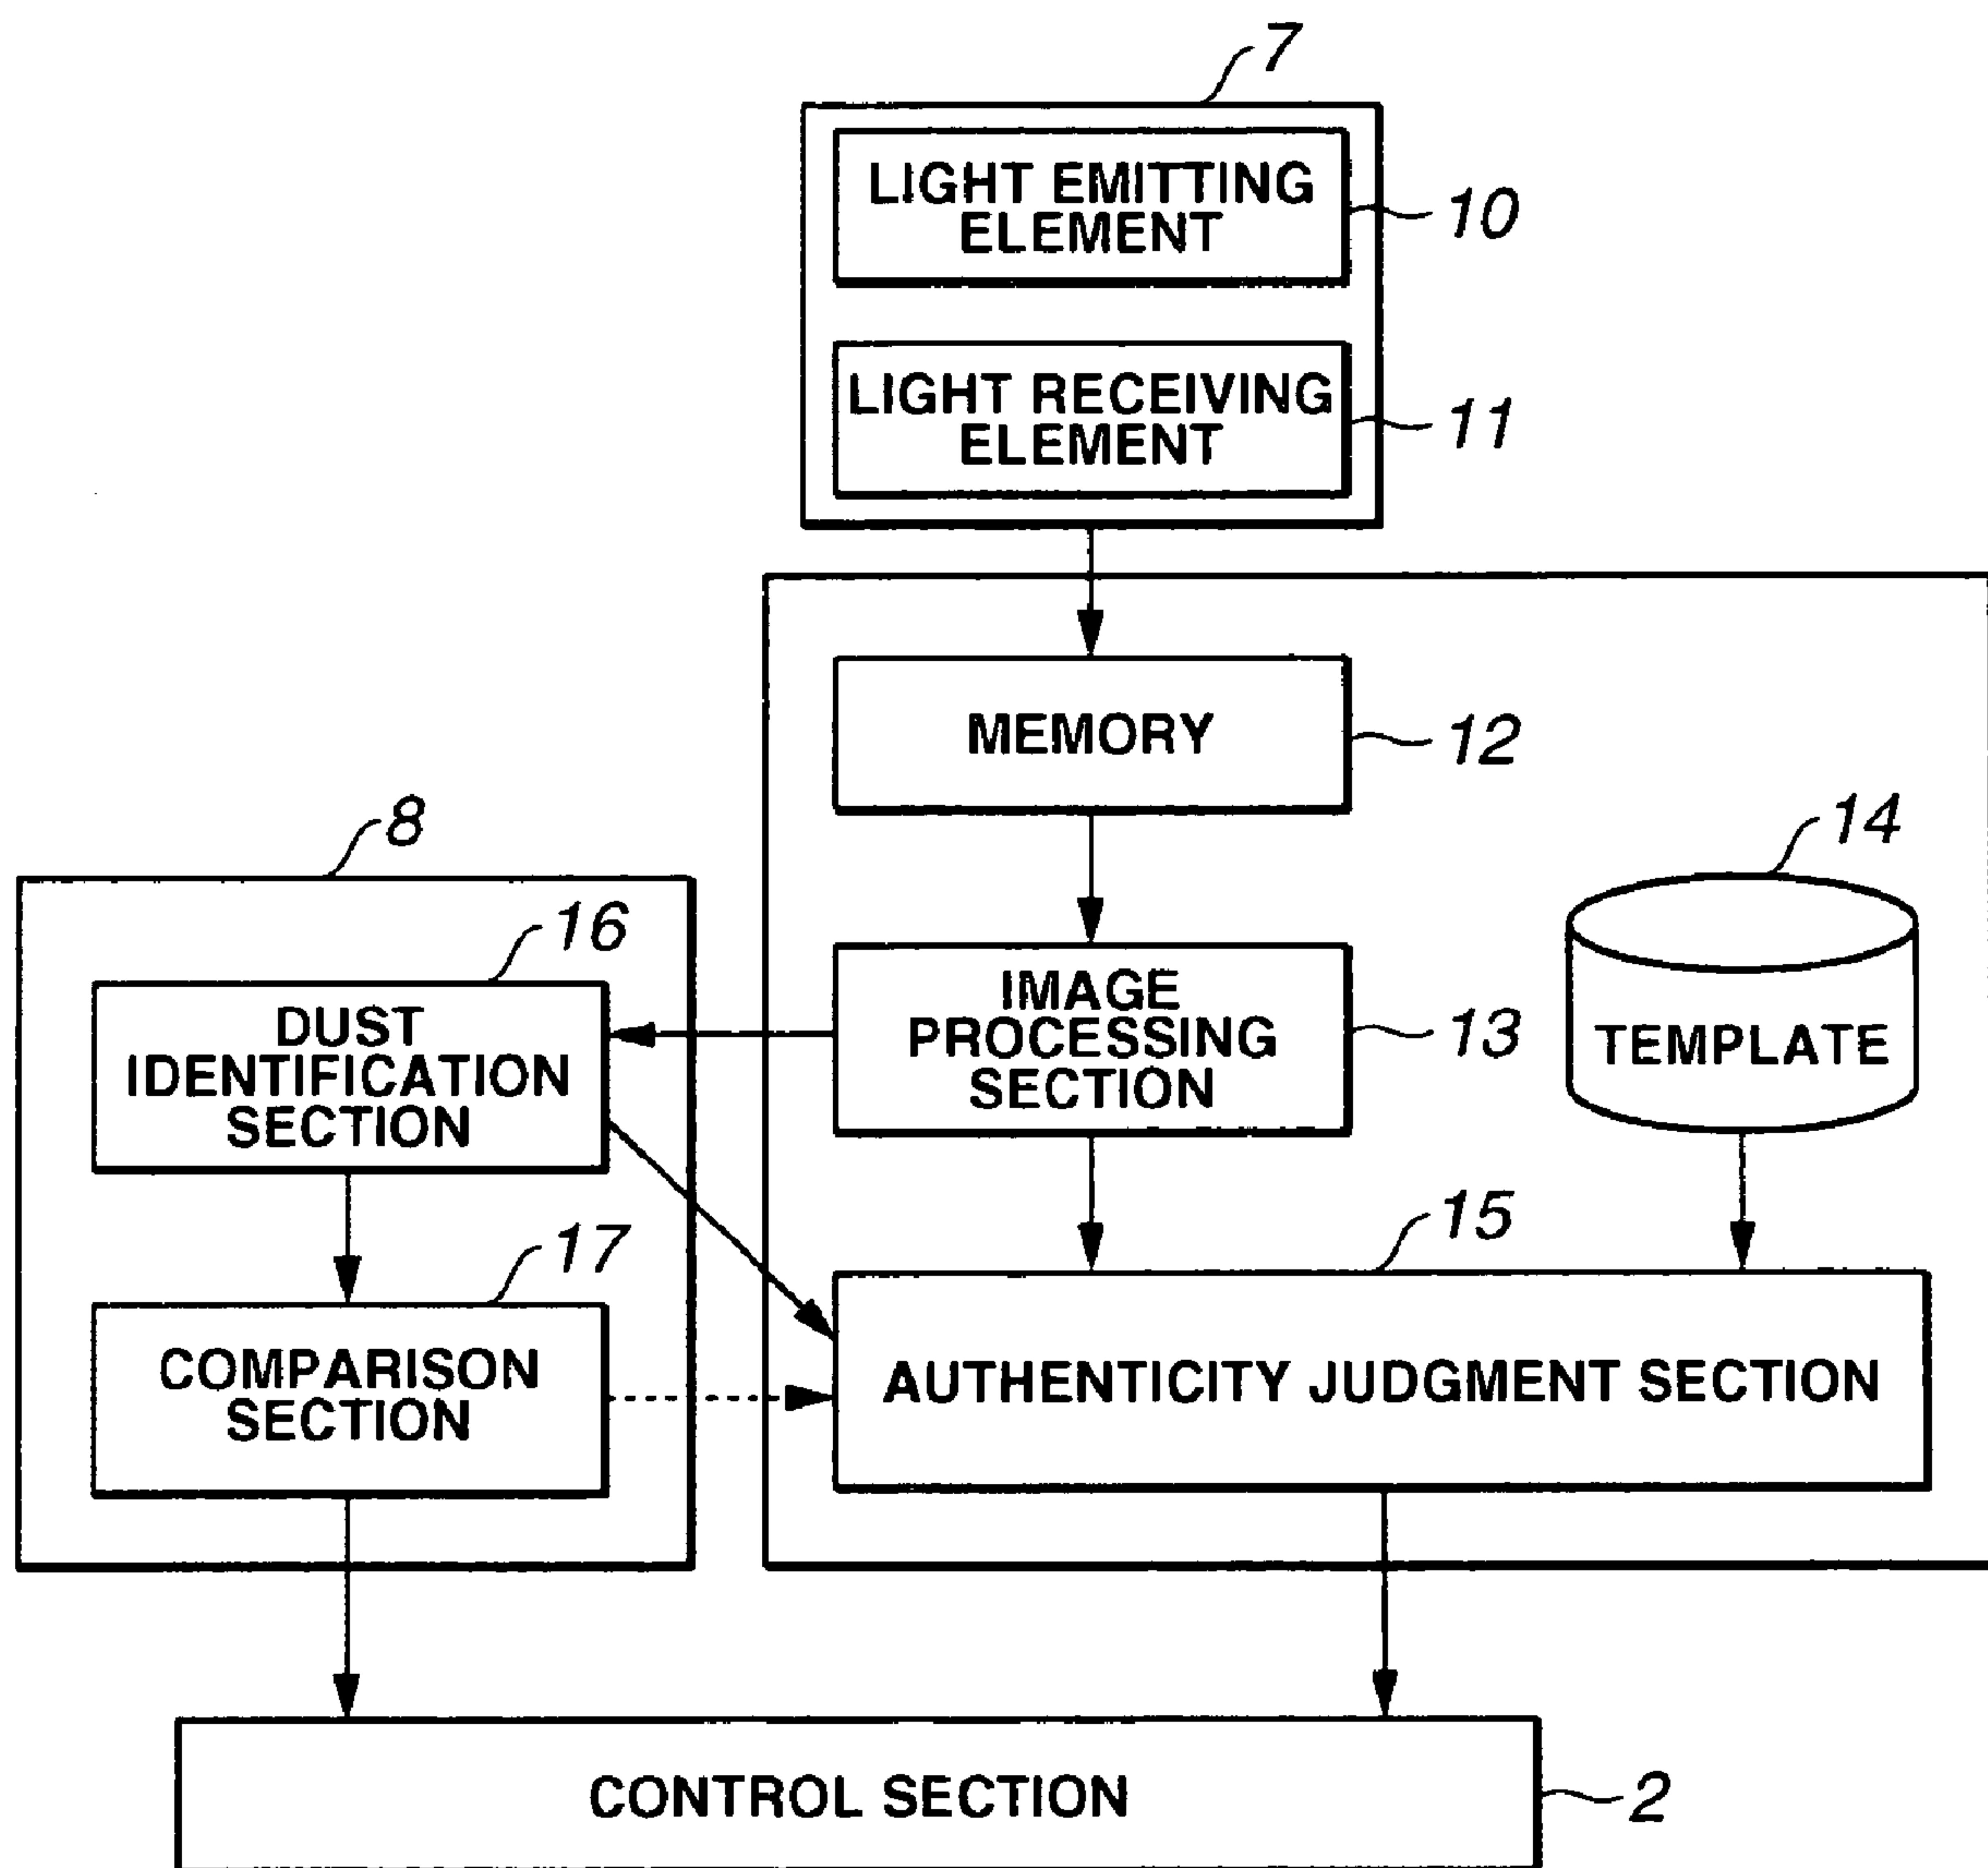 7
LIGHT EMITTING
ELEMENT
10
LIGHT RECEIVING
ELEMENT
11
MEMORY
12
8
14
16
DUST
IDENTIFICATION
SECTION
IMAGE
PROCESSING
SECTION
13
TEMPLATE
17
15
COMPARISON
SECTION
AUTHENTICITY JUDGMENT SECTION
CONTROL SECTION
2